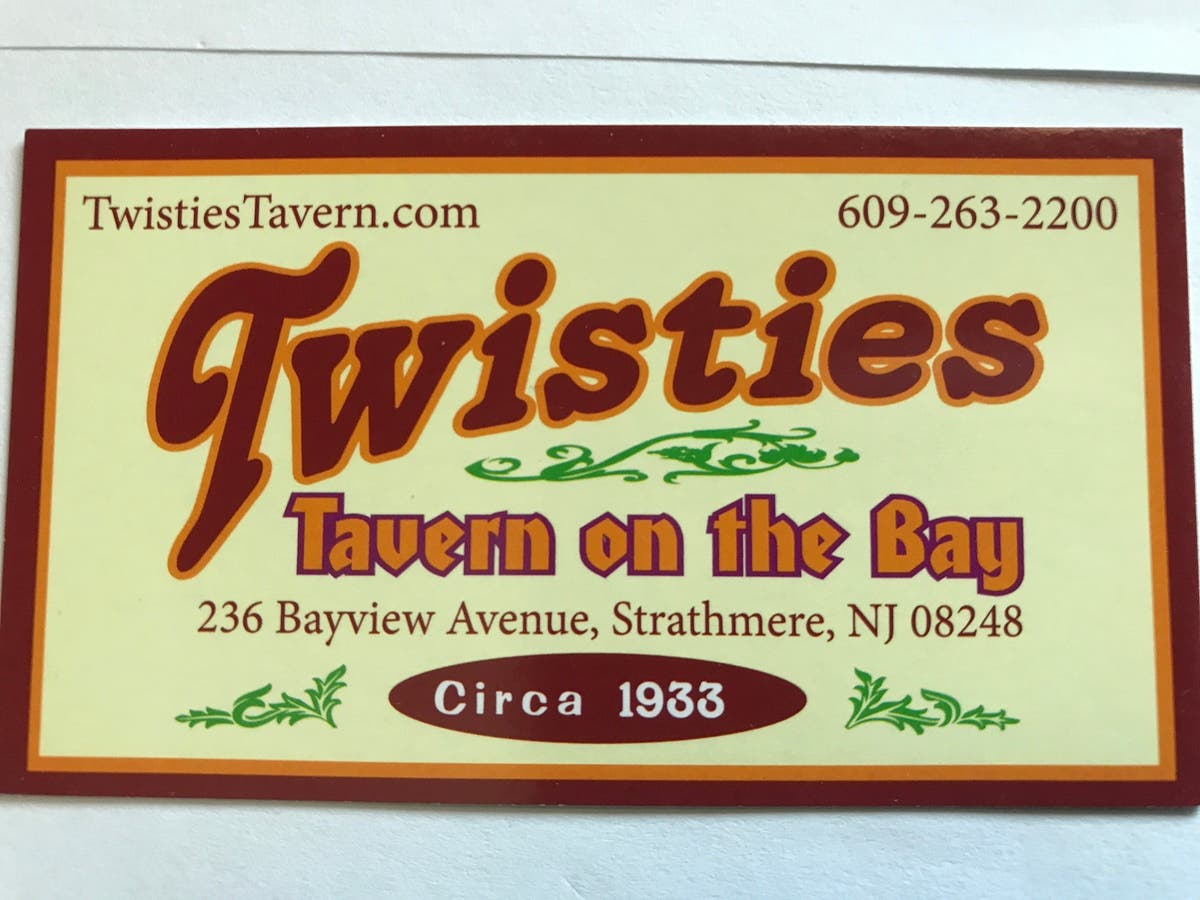 TwistiesTavern.com
609-263-2200
Twisties
Tavern on the Bay
236 Bayview Avenue, Strathmere, NJ 08248
Circa 1933